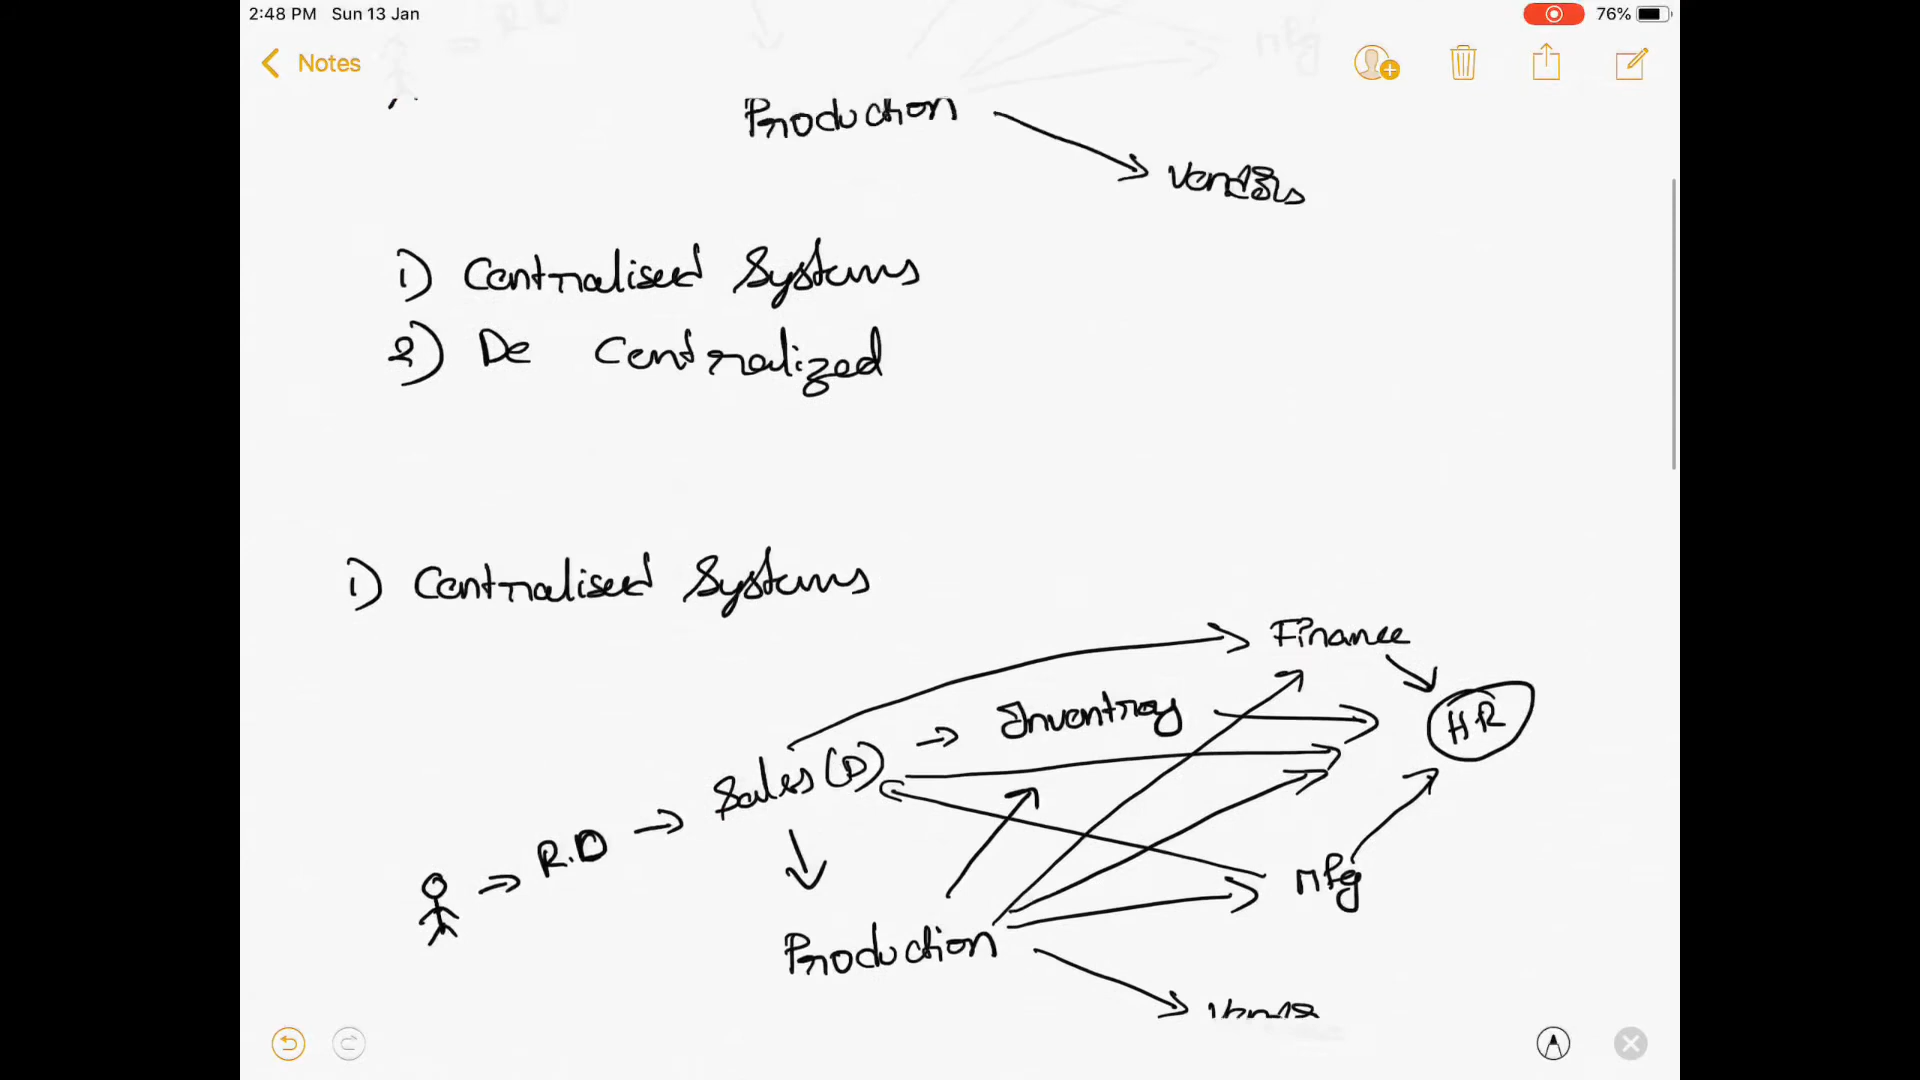 2:48 PM Sun 13 Jan
76%
Notes
Production
Vendors
1) Centralised Systems
2) De Centralized
1) Centralised Systems
Finance
Inventroy
HR
Sales(D)
R.D
mfg
Production